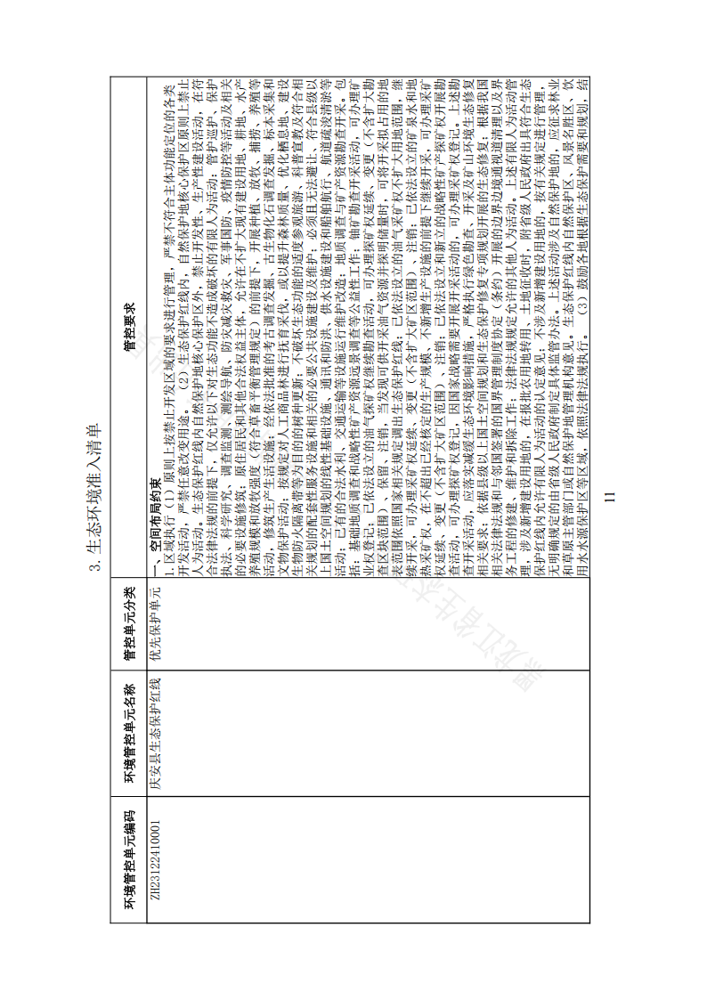 3. 生态环境准入清单
环境管控单元编码
环境管控单元名称
管控单元分类
管控要求
ZH23122410001
庆安县生态保护红线
优先保护单元
一、空间布局约束
1.区域执行（1）原则上按禁止开发区域的要求进行管理，严禁不符合主体功能定位的各类
开发活动，严禁任意改变用途。（2）生态保护红线内，自然保护地核心保护区原则上禁止
人为活动。生态保护红线内自然保护地核心保护区外，禁止开发性、生产性建设活动，在符
合法律法规的前提下，仅允许以下对生态功能不造成破坏的有限人为活动：管护巡护、保护
执法、科学研究、调查监测、测绘导航、防灾减灾救灾、军事国防、疫情防控等活动及相关
的必要设施修筑；原住居民和其他合法权益主体，允许在不扩大现有建设用地、耕地、水产
养殖规模和放牧强度（符合草畜平衡管理规定）的前提下，开展种植、放牧、捕捞、养殖等
活动，修筑生产生活设施；经依法批准的考古调查发掘、古生物化石调查发掘、标本采集和
文物保护活动；按规定对人工商品林进行抚育采伐，或以提升森林质量、优化栖息地、建设
生物防火隔离带等为目的的树种更新；不破坏生态功能的适度参观旅游、科普宣教及符合相
关规划的配套性服务设施和相关的必要公共设施建设及维护；必须且无法避让、符合县级以
上国土空间规划的线性基础设施、通讯和防洪、供水设施建设和船舶航行、航道疏浚清淤等
活动；已有的合法水利、交通运输等设施运行维护改造；地质调查与矿产资源勘查开采。包
括：基础地质调查和战略性矿产资源远景调查等公益性工作；铀矿勘查开采活动，可办理矿
业权登记；已依法设立的油气探矿权继续勘查活动，可办理探矿权延续、变更（不含扩大勘
查区块范围）、保留、注销，当发现可供开采油气资源并探明储量时，可将开采拟占用的地
表范围依照国家相关规定调出生态保护红线；已依法设立的油气采矿权不扩大用地范围，继
续开采，可办理采矿权延续、变更（不含扩大矿区范围）、注销；已依法设立的矿泉水和地
热采矿权，在不超出已经核定的生产规模、不新增生产设施的前提下继续开采，可办理采矿
权延续、变更（不含扩大矿区范围）、注销；已依法设立和新立的战略性矿产探矿权开展勘
查活动，可办理探矿权登记，因国家战略需要开展开采活动的，可办理采矿权登记。上述勘
查开采活动，应落实减缓生态环境影响措施，严格执行绿色勘查、开采及矿山环境生态修复
相关要求；依据县级以上国土空间规划和生态保护修复专项规划开展的生态修复；根据我国
相关法律法规和与邻国签署的国界管理制度协定（条约）开展的边界边境通视道清理以及界
务工程的修建、维护和拆除工作；法律法规规定允许的其他人为活动。上述有限人为活动管
理，涉及新增建设用地的，在报批农用地转用、土地征收时，附省级人民政府出具符合生态
保护红线内允许有限人为活动的认定意见；不涉及新增建设用地的，按有关规定进行管理，
无明确规定的由省级人民政府制定具体监管办法。上述活动涉及自然保护地的，应征求林业
和草原主管部门或自然保护地管理机构意见。生态保护红线内自然保护区、风景名胜区、饮
用水水源保护区等区域，依照法律法规执行。（3）鼓励各地根据生态保护需要和规划，结
11